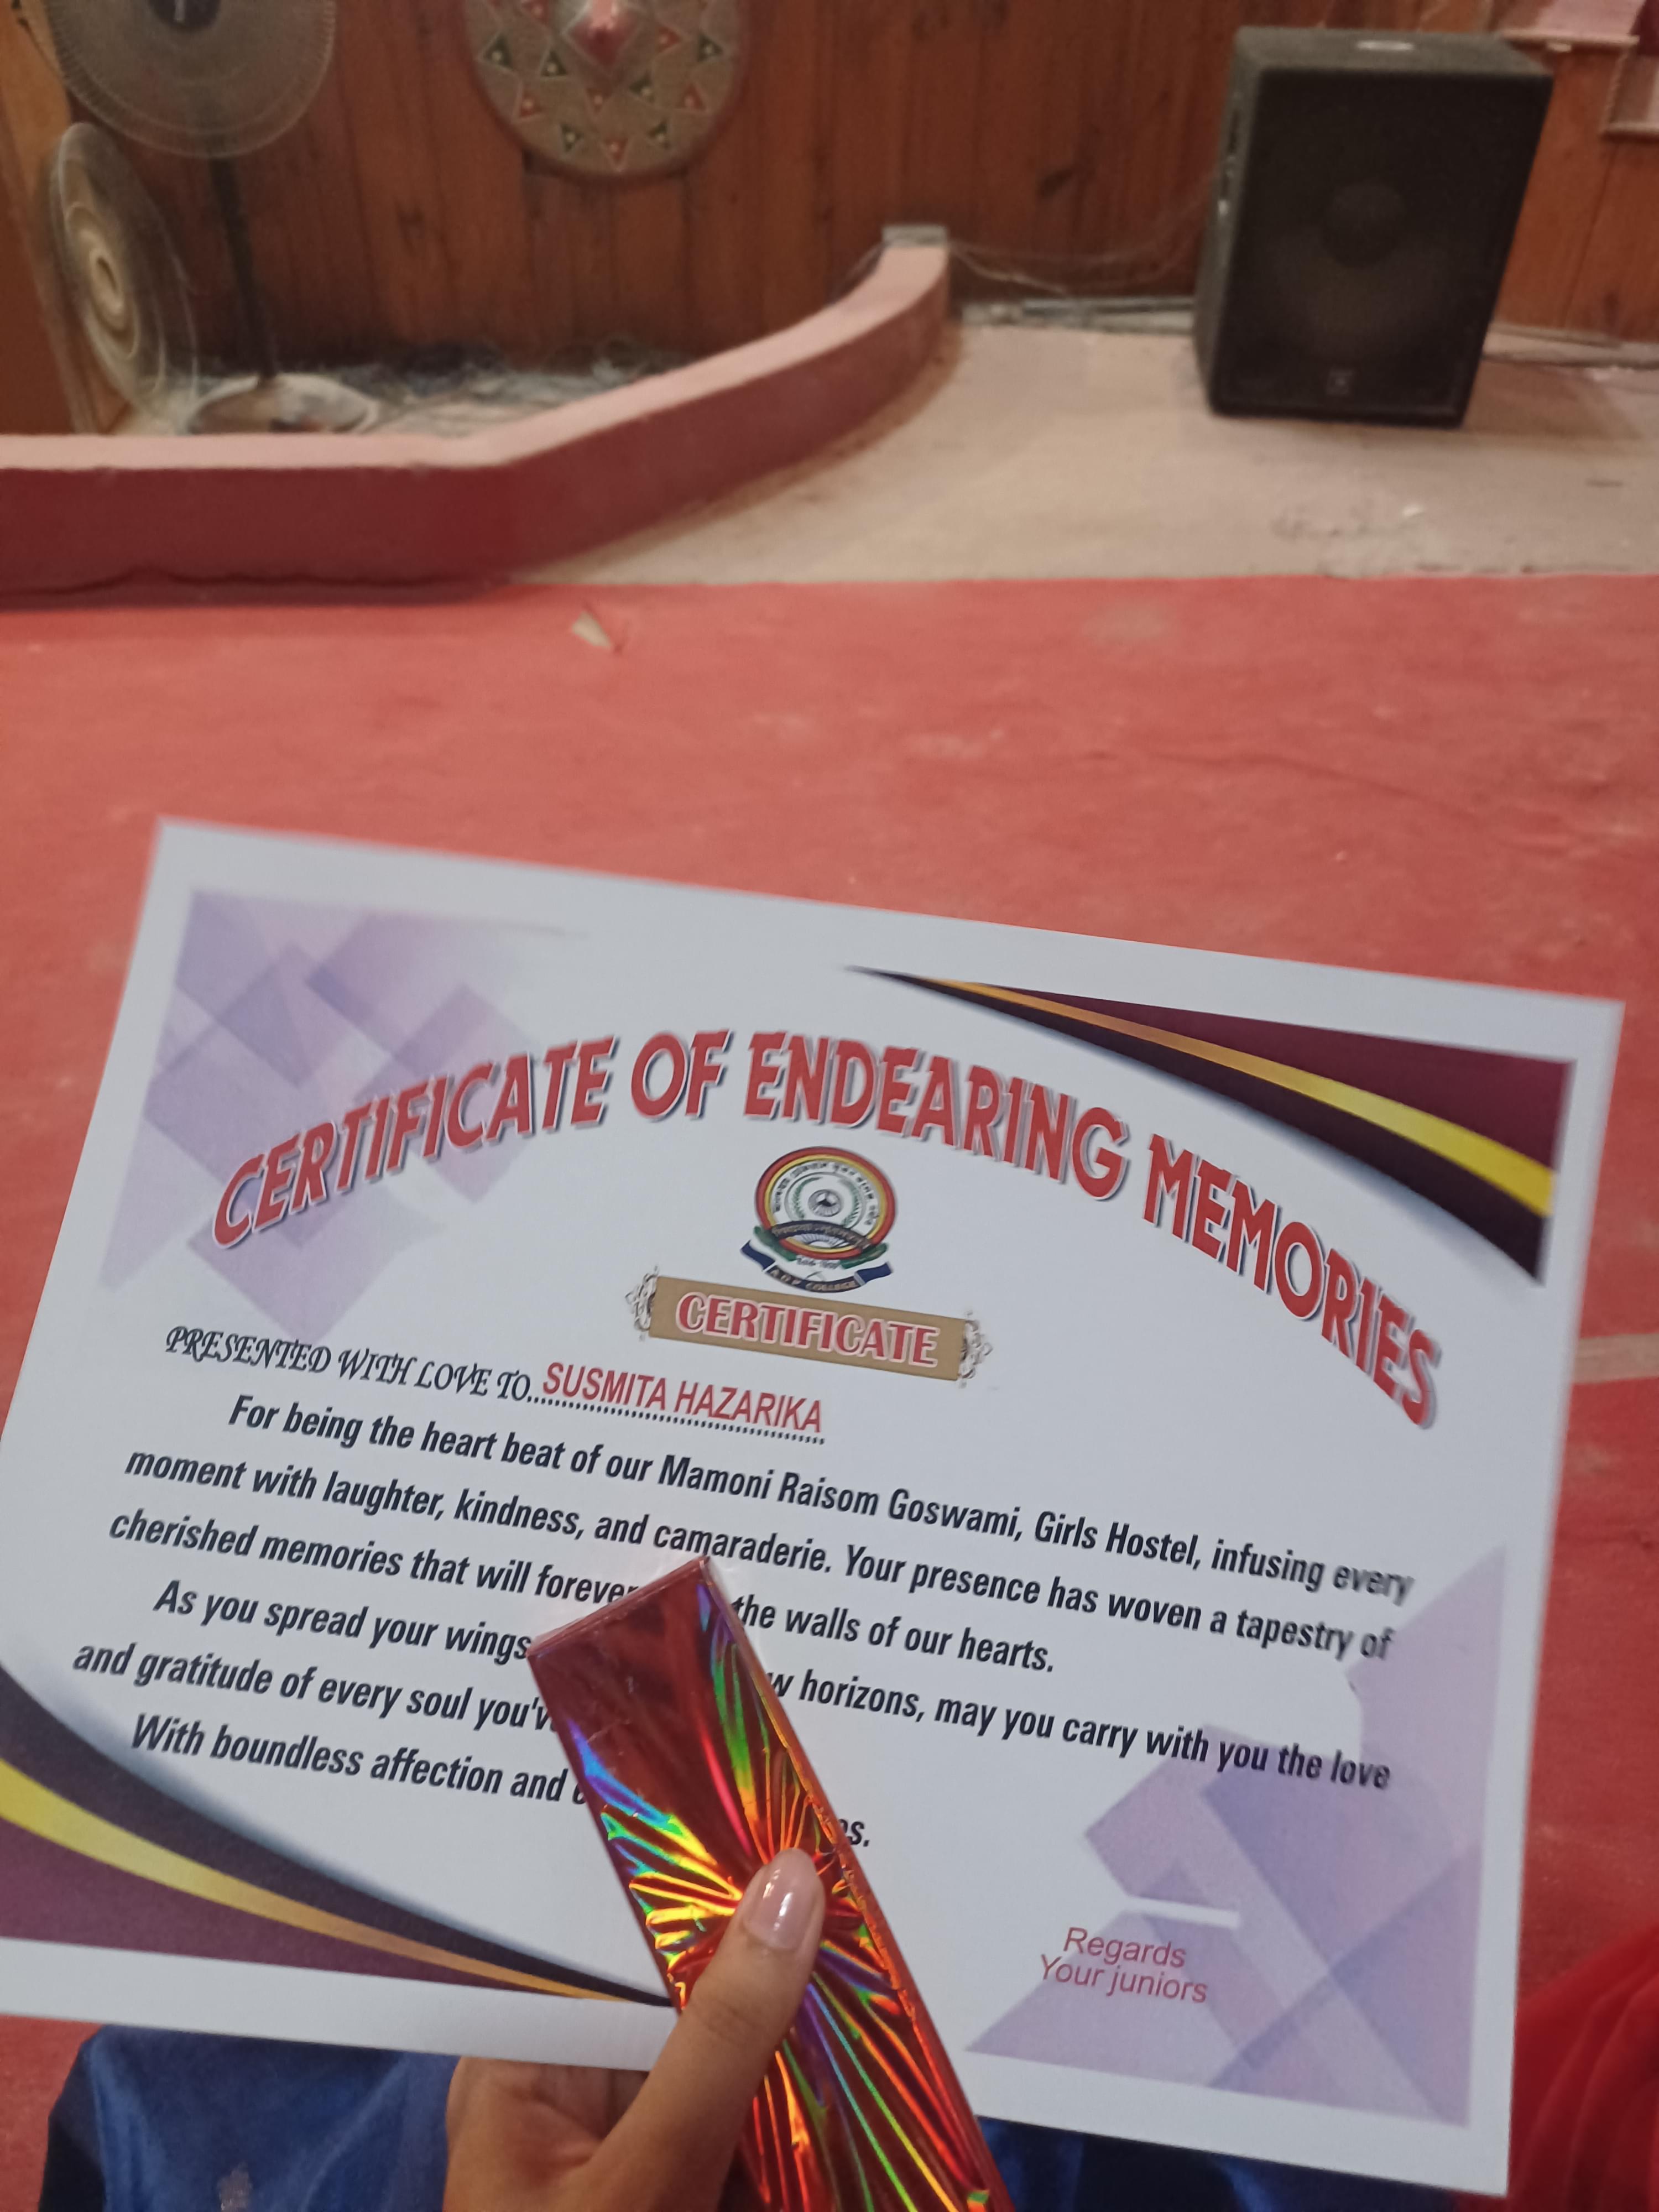 CERTIFICATE OF ENDEARING MEMORIES
A D P COLLEGE
CERTIFICATE
PRESENTED WITH LOVE TO...SUSMITA HAZARIKA
For being the heart beat of our Mamoni Raisom Goswami, Girls Hostel, infusing every
moment with laughter, kindness, and camaraderie. Your presence has woven a tapestry of
cherished memories that will forever the walls of our hearts.
As you spread your wings horizons, may you carry with you the love
and gratitude of every soul
With boundless affection and
Regards
Your juniors